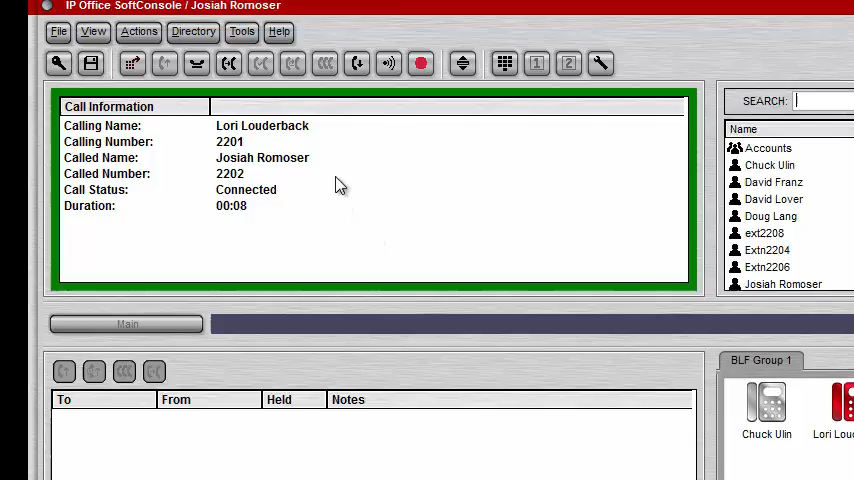 IP Office SoftConsole / Josiah Romoser
File View Actions Directory Tools Help
1 2
Call Information
Calling Name: Lori Louderback
Calling Number: 2201
Called Name: Josiah Romoser
Called Number: 2202
Call Status: Connected
Duration: 00:08
SEARCH:
Name
Accounts
Chuck Ulin
David Franz
David Lover
Doug Lang
ext2208
Extn2204
Extn2206
Josiah Romoser
Main
BLF Group 1
To From Held Notes
Chuck Ulin Lori Lou